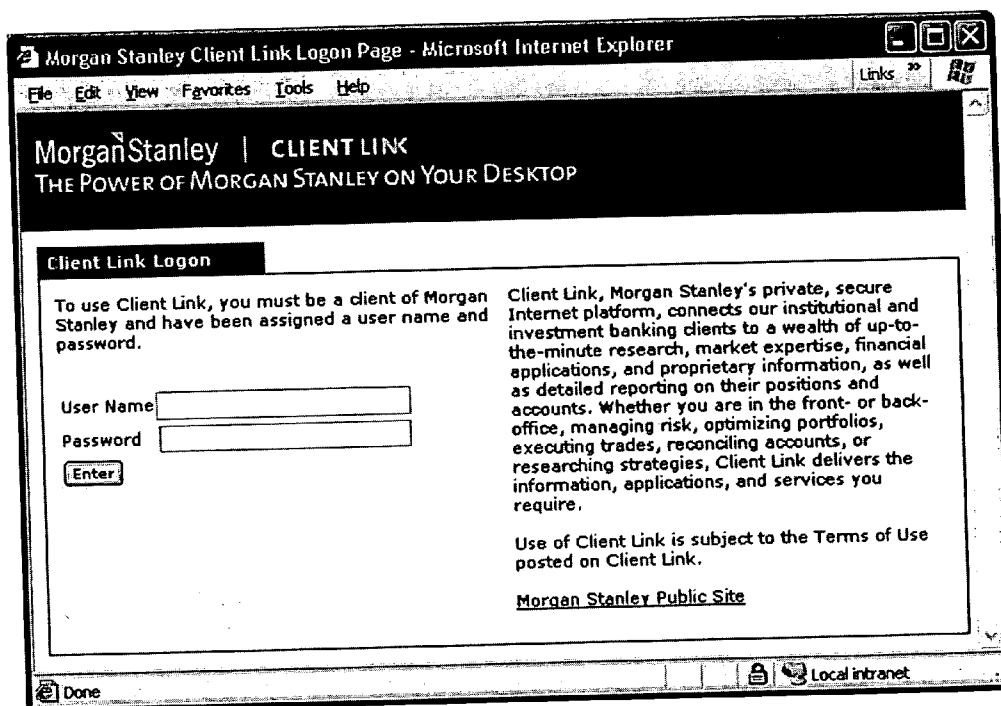 Morgan Stanley Client Link Logon Page - Microsoft Internet Explorer
File Edit View Favorites Tools Help Links »
MorganStanley | CLIENT LINK
THE POWER OF MORGAN STANLEY ON YOUR DESKTOP
Client Link Logon
To use Client Link, you must be a client of Morgan
Stanley and have been assigned a user name and
password.
User Name
Password
Enter
Client Link, Morgan Stanley's private, secure
Internet platform, connects our institutional and
investment banking clients to a wealth of up-to-
the-minute research, market expertise, financial
applications, and proprietary information, as well
as detailed reporting on their positions and
accounts. Whether you are in the front- or back-
office, managing risk, optimizing portfolios,
executing trades, reconciling accounts, or
researching strategies, Client Link delivers the
information, applications, and services you
require.
Use of Client Link is subject to the Terms of Use
posted on Client Link.
Morgan Stanley Public Site
Done Local intranet